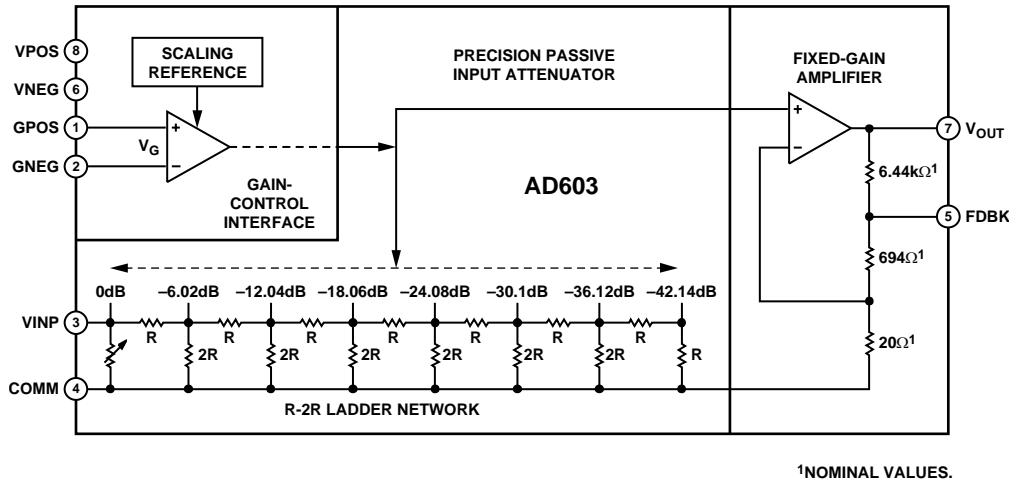 VPOS 8
VNEG 6
GPOS 1
GNEG 2
SCALING
REFERENCE
VG
+
−
GAIN-
CONTROL
INTERFACE
PRECISION PASSIVE
INPUT ATTENUATOR
AD603
FIXED-GAIN
AMPLIFIER
+
−
7 VOUT
6.44kΩ1
5 FDBK
694Ω1
20Ω1
0dB −6.02dB −12.04dB −18.06dB −24.08dB −30.1dB −36.12dB −42.14dB
VINP 3
R R R R R R R
2R 2R 2R 2R 2R 2R R
COMM 4
R-2R LADDER NETWORK
1NOMINAL VALUES.